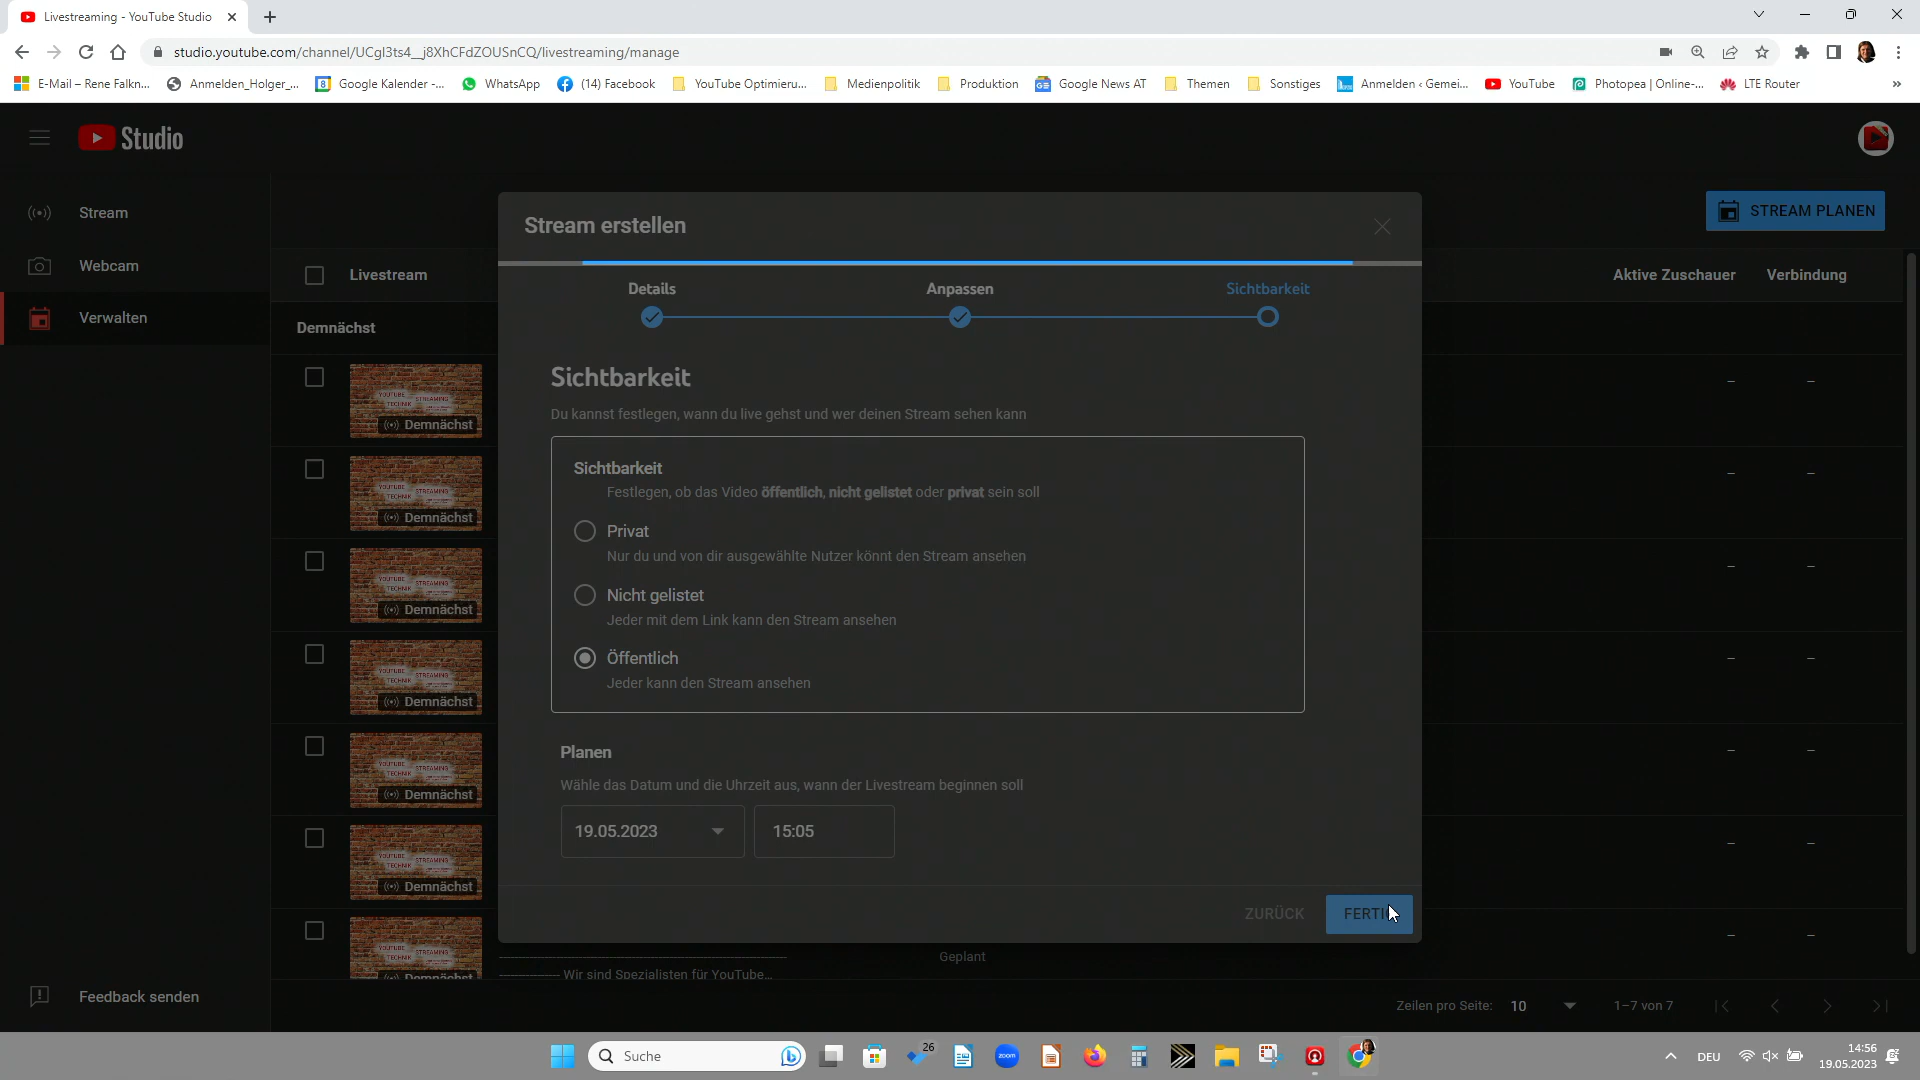 Livestreaming - YouTube Studio
studio.youtube.com/channel/UCgl3ts4__j8XhCFdZOUSnCQ/livestreaming/manage
E-Mail – Rene Falkn... Anmelden_Holger_... Google Kalender -... WhatsApp (14) Facebook YouTube Optimieru... Medienpolitik Produktion Google News AT Themen Sonstiges Anmelden ‹ Gemei... YouTube Photopea | Online-... LTE Router »
Studio
Stream
Webcam
Verwalten
Feedback senden
STREAM PLANEN
Livestream
Aktive Zuschauer Verbindung
Demnächst
Demnächst
Demnächst
Demnächst
Demnächst
Demnächst
Demnächst
Stream erstellen
Details Anpassen Sichtbarkeit
Sichtbarkeit
Du kannst festlegen, wann du live gehst und wer deinen Stream sehen kann
Sichtbarkeit
Festlegen, ob das Video öffentlich, nicht gelistet oder privat sein soll
Privat
Nur du und von dir ausgewählte Nutzer könnt den Stream ansehen
Nicht gelistet
Jeder mit dem Link kann den Stream ansehen
Öffentlich
Jeder kann den Stream ansehen
Planen
Wähle das Datum und die Uhrzeit aus, wann der Livestream beginnen soll
19.05.2023 15:05
ZURÜCK FERTI
Geplant
Wir sind Spezialisten für YouTube...
Zeilen pro Seite: 10 1–7 von 7
Suche
26
zoom
DEU
14:56
19.05.2023